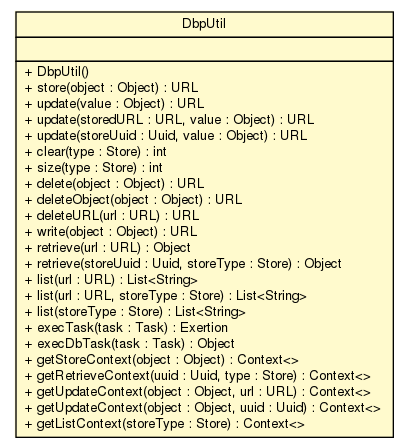 DbpUtil
+ DbpUtil()
+ store(object : Object) : URL
+ update(value : Object) : URL
+ update(storedURL : URL, value : Object) : URL
+ update(storeUuid : Uuid, value : Object) : URL
+ clear(type : Store) : int
+ size(type : Store) : int
+ delete(object : Object) : URL
+ deleteObject(object : Object) : URL
+ deleteURL(url : URL) : URL
+ write(object : Object) : URL
+ retrieve(url : URL) : Object
+ retrieve(storeUuid : Uuid, storeType : Store) : Object
+ list(url : URL) : List<String>
+ list(url : URL, storeType : Store) : List<String>
+ list(storeType : Store) : List<String>
+ execTask(task : Task) : Exertion
+ execDbTask(task : Task) : Object
+ getStoreContext(object : Object) : Context<>
+ getRetrieveContext(uuid : Uuid, type : Store) : Context<>
+ getUpdateContext(object : Object, url : URL) : Context<>
+ getUpdateContext(object : Object, uuid : Uuid) : Context<>
+ getListContext(storeType : Store) : Context<>